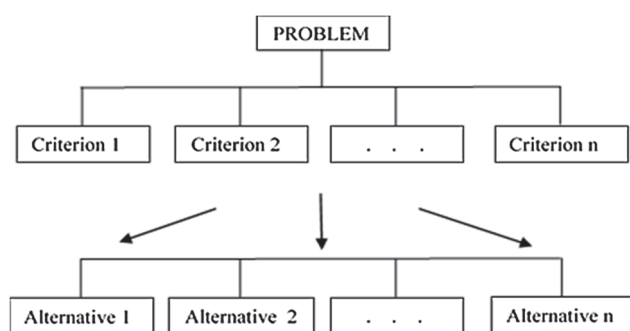 PROBLEM
Criterion 1 Criterion 2 . . . Criterion n
Alternative 1 Alternative 2 . . . Alternative n